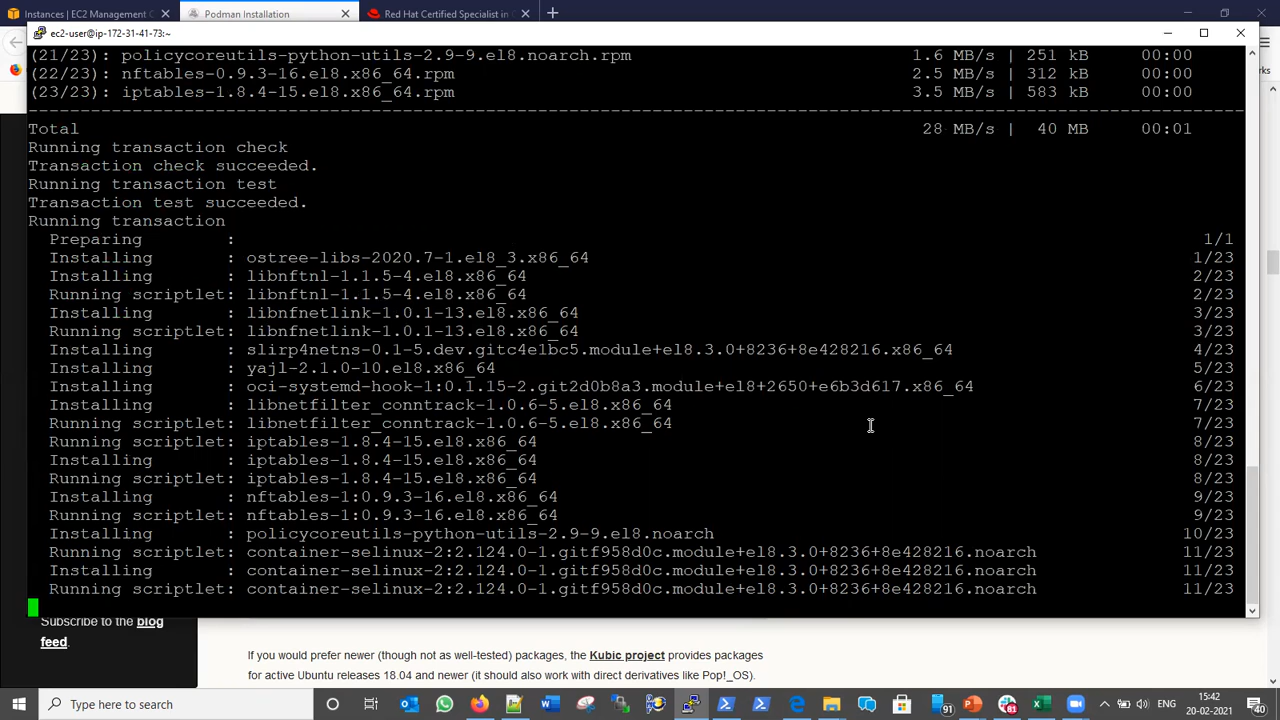 Instances | EC2 Management C
Podman Installation
Red Hat Certified Specialist in C
ec2-user@ip-172-31-41-73:~
(21/23): policycoreutils-python-utils-2.9-9.el8.noarch.rpm 1.6 MB/s | 251 kB 00:00
(22/23): nftables-0.9.3-16.el8.x86_64.rpm 2.5 MB/s | 312 kB 00:00
(23/23): iptables-1.8.4-15.el8.x86_64.rpm 3.5 MB/s | 583 kB 00:00
Total 28 MB/s | 40 MB 00:01
Running transaction check
Transaction check succeeded.
Running transaction test
Transaction test succeeded.
Running transaction
Preparing : 1/1
Installing : ostree-libs-2020.7-1.el8_3.x86_64 1/23
Installing : libnftnl-1.1.5-4.el8.x86_64 2/23
Running scriptlet: libnftnl-1.1.5-4.el8.x86_64 2/23
Installing : libnfnetlink-1.0.1-13.el8.x86_64 3/23
Running scriptlet: libnfnetlink-1.0.1-13.el8.x86_64 3/23
Installing : slirp4netns-0.1-5.dev.gitc4e1bc5.module+el8.3.0+8236+8e428216.x86_64 4/23
Installing : yajl-2.1.0-10.el8.x86_64 5/23
Installing : oci-systemd-hook-1:0.1.15-2.git2d0b8a3.module+el8+2650+e6b3d617.x86_64 6/23
Installing : libnetfilter_conntrack-1.0.6-5.el8.x86_64 7/23
Running scriptlet: libnetfilter_conntrack-1.0.6-5.el8.x86_64 7/23
Running scriptlet: iptables-1.8.4-15.el8.x86_64 8/23
Installing : iptables-1.8.4-15.el8.x86_64 8/23
Running scriptlet: iptables-1.8.4-15.el8.x86_64 8/23
Installing : nftables-1:0.9.3-16.el8.x86_64 9/23
Running scriptlet: nftables-1:0.9.3-16.el8.x86_64 9/23
Installing : policycoreutils-python-utils-2.9-9.el8.noarch 10/23
Running scriptlet: container-selinux-2:2.124.0-1.gitf958d0c.module+el8.3.0+8236+8e428216.noarch 11/23
Installing : container-selinux-2:2.124.0-1.gitf958d0c.module+el8.3.0+8236+8e428216.noarch 11/23
Running scriptlet: container-selinux-2:2.124.0-1.gitf958d0c.module+el8.3.0+8236+8e428216.noarch 11/23
Subscribe to the blog
feed.
If you would prefer newer (though not as well-tested) packages, the Kubic project provides packages
for active Ubuntu releases 18.04 and newer (it should also work with direct derivatives like Pop!_OS).
Type here to search
91
61
ENG
15:42
20-02-2021
40